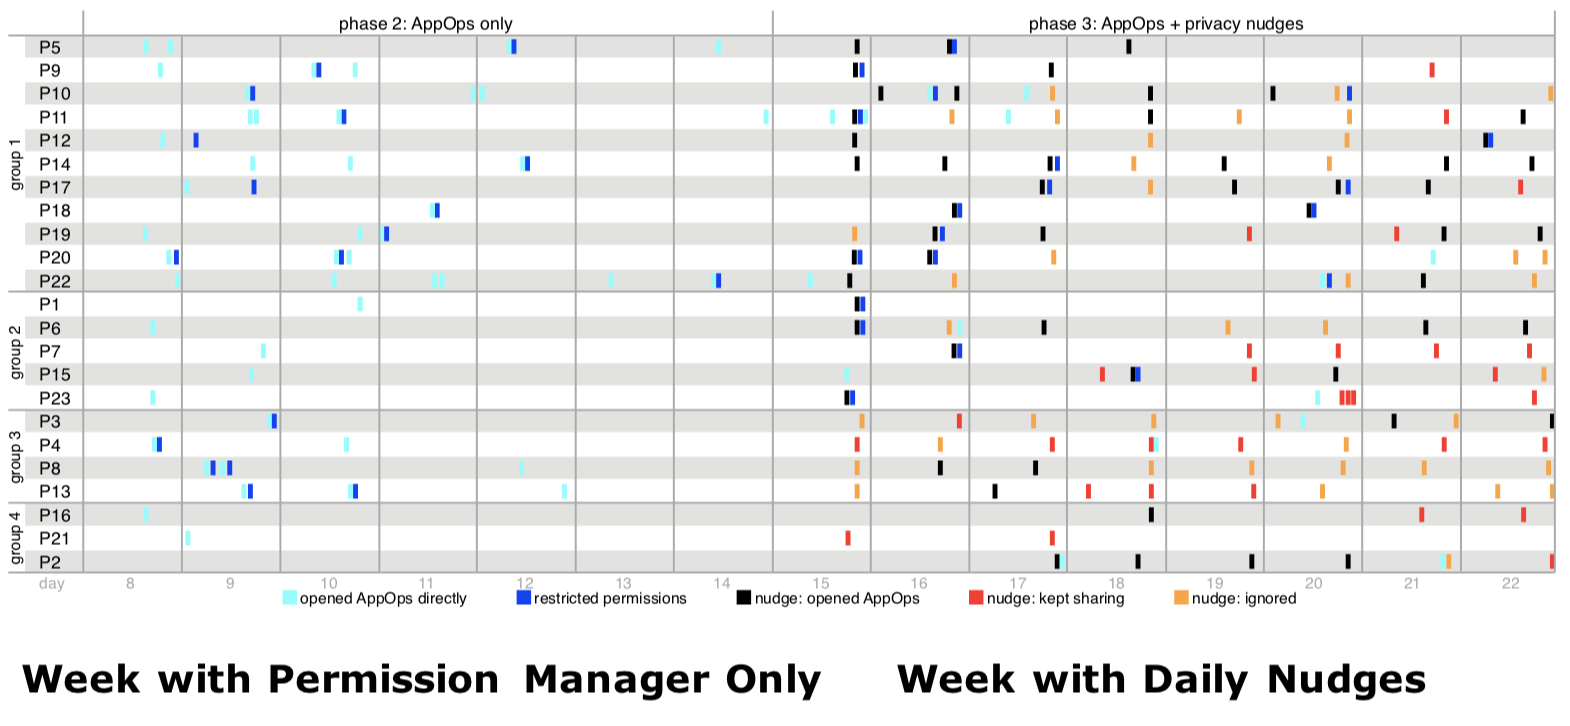 phase 2: AppOps only phase 3: AppOps + privacy nudges
group 1
P5
P9
P10
P11
P12
P14
P17
P18
P19
P20
P22
group 2
P1
P6
P7
P15
P23
group 3
P3
P4
P8
P13
group 4
P16
P21
P2
day 8 9 10 11 12 13 14 15 16 17 18 19 20 21 22
opened AppOps directly restricted permissions nudge: opened AppOps nudge: kept sharing nudge: ignored
Week with Permission Manager Only Week with Daily Nudges